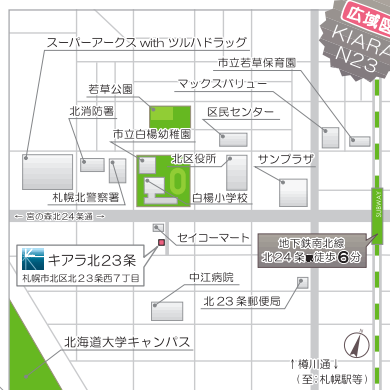 広域図
KIARA
N23
スーパーアークス with ツルハドラッグ
市立若草保育園
マックスバリュー
若草公園
北消防署
区民センター
市立白楊幼稚園
北区役所
サンプラザ
札幌北警察署
白楊小学校
SUBWAY
← 宮の森北24条通 →
セイコーマート
地下鉄南北線
北24条駅徒歩6分
キアラ北23条
札幌市北区北23条西7丁目
中江病院
北23条郵便局
N
北海道大学キャンパス
↑樽川通↓
（至:札幌駅等）